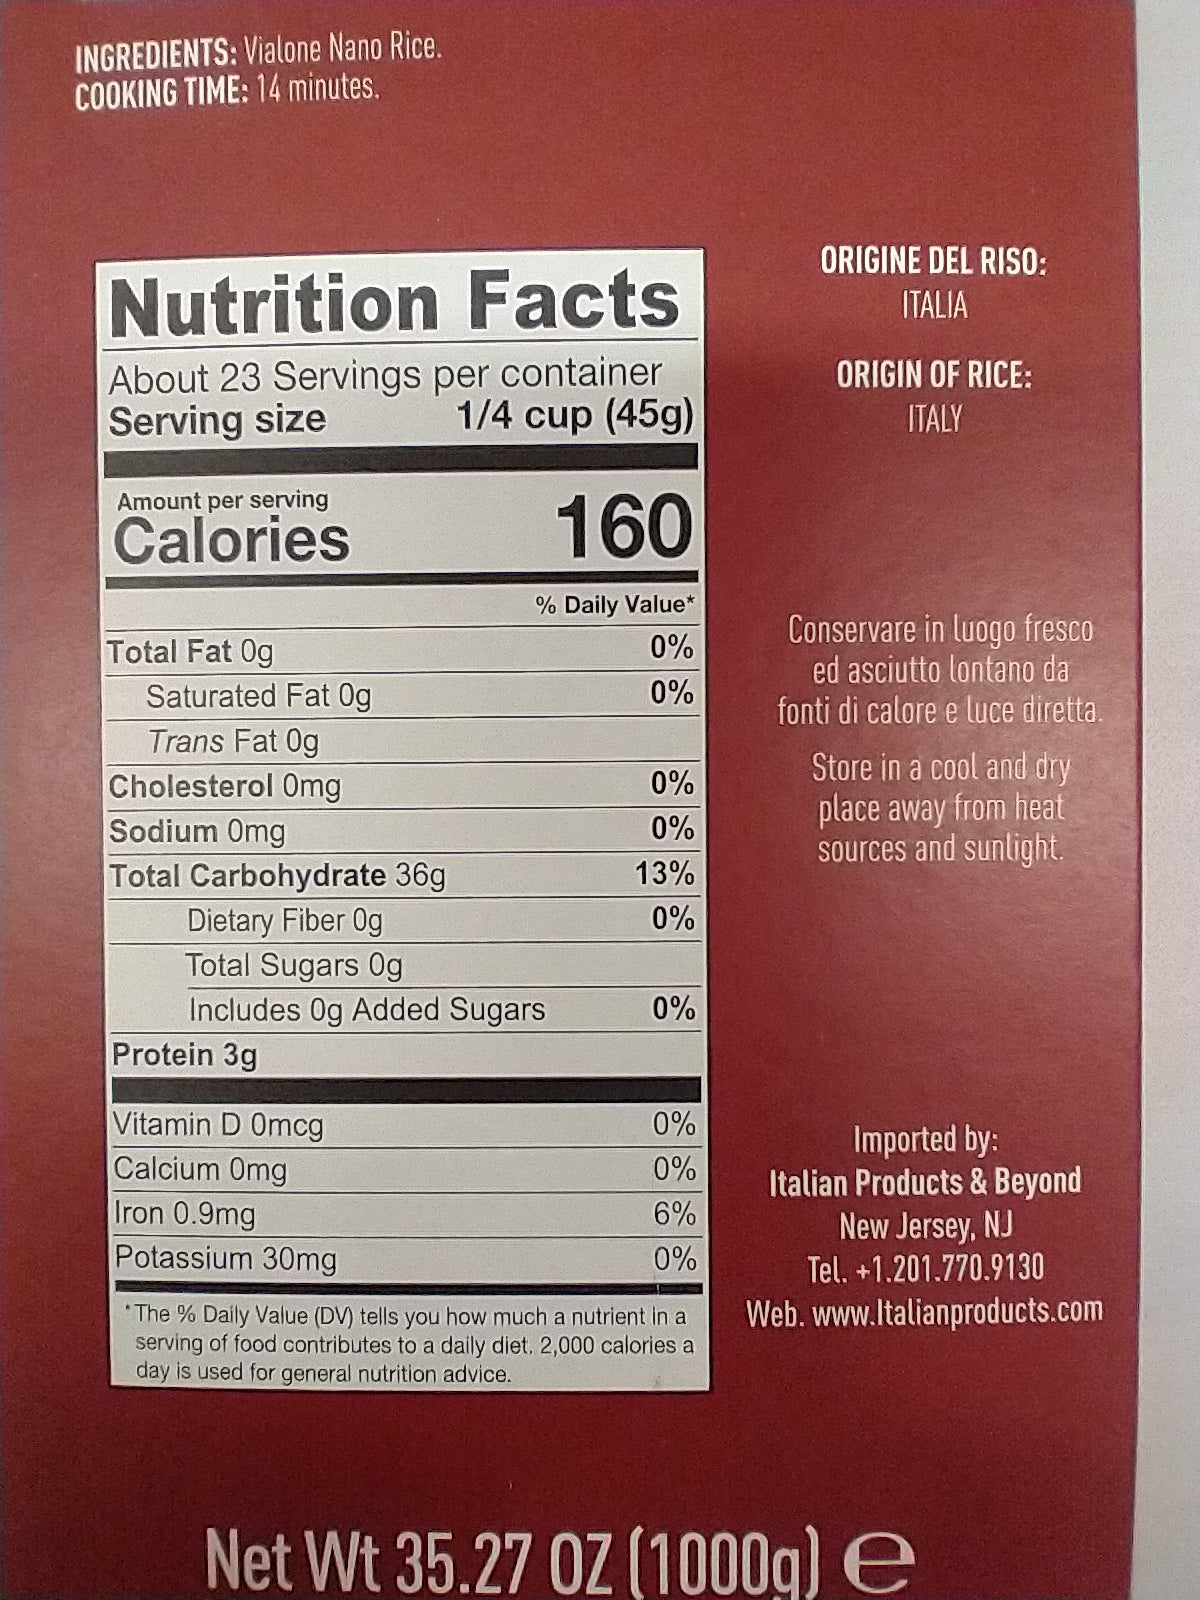 INGREDIENTS: Vialone Nano Rice.
COOKING TIME: 14 minutes.
Nutrition Facts
About 23 Servings per container
Serving size 1/4 cup (45g)
Amount per serving
Calories 160
% Daily Value*
Total Fat 0g 0%
Saturated Fat 0g 0%
Trans Fat 0g
Cholesterol 0mg 0%
Sodium 0mg 0%
Total Carbohydrate 36g 13%
Dietary Fiber 0g 0%
Total Sugars 0g
Includes 0g Added Sugars 0%
Protein 3g
Vitamin D 0mcg 0%
Calcium 0mg 0%
Iron 0.9mg 6%
Potassium 30mg 0%
*The % Daily Value (DV) tells you how much a nutrient in a
serving of food contributes to a daily diet. 2,000 calories a
day is used for general nutrition advice.
ORIGINE DEL RISO:
ITALIA
ORIGIN OF RICE:
ITALY
Conservare in luogo fresco
ed asciutto lontano da
fonti di calore e luce diretta.
Store in a cool and dry
place away from heat
sources and sunlight.
Imported by:
Italian Products & Beyond
New Jersey, NJ
Tel. +1.201.770.9130
Web. www.Italianproducts.com
Net Wt 35.27 OZ (1000g) ℮